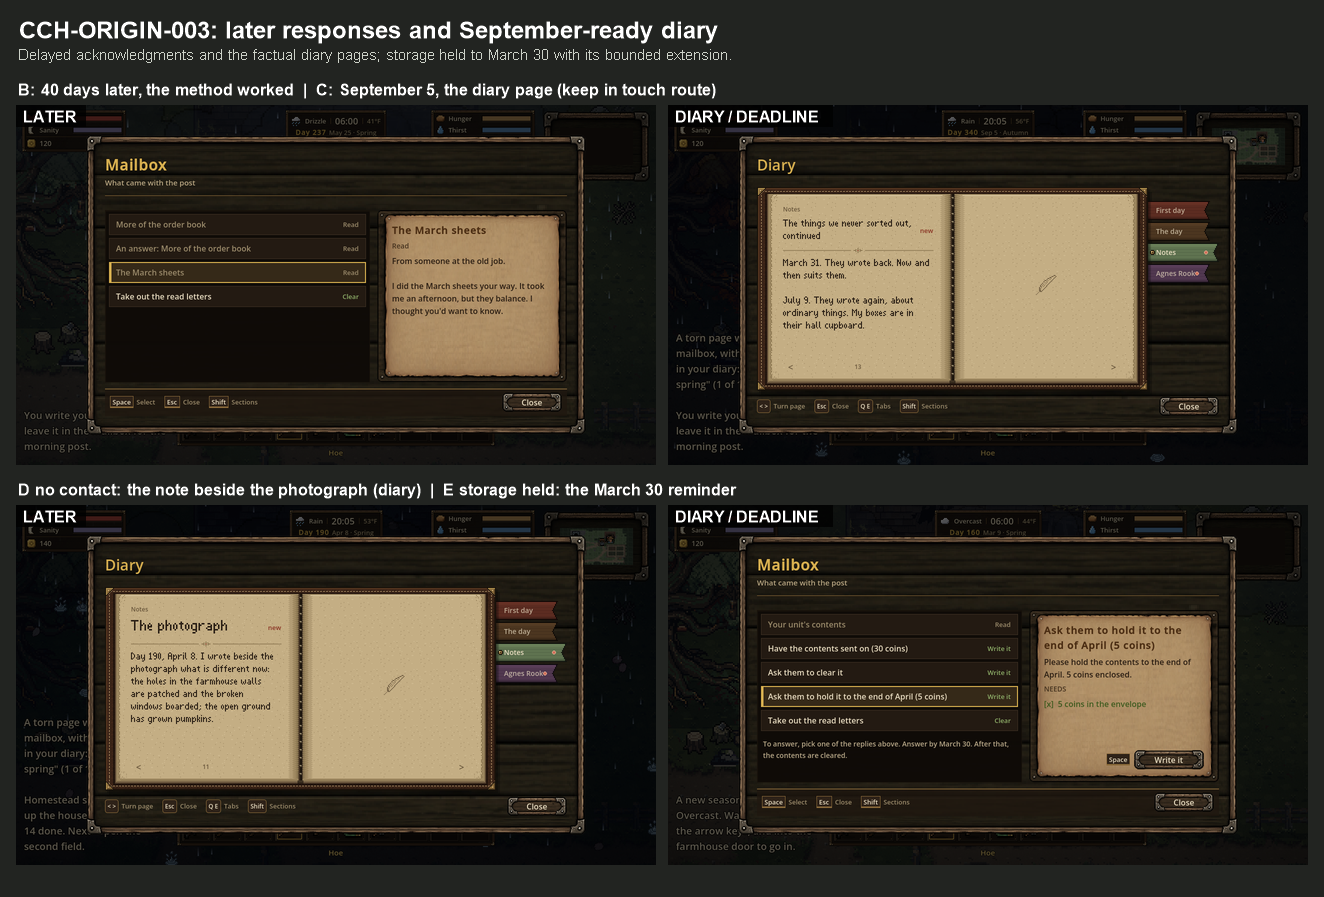 CCH-ORIGIN-003: later responses and September-ready diary
Delayed acknowledgments and the factual diary pages; storage held to March 30 with its bounded extension.
B: 40 days later, the method worked | C: September 5, the diary page (keep in touch route)
LATER
Sanity
120
Drizzle 06:00 41°F
Day 237 May 25 · Spring
Hunger
Thirst
Mailbox
What came with the post
More of the order book Read
An answer: More of the order book Read
The March sheets Read
Take out the read letters Clear
The March sheets
Read
From someone at the old job.
I did the March sheets your way. It took
me an afternoon, but they balance. I
thought you'd want to know.
Space Select Esc Close Shift Sections
Close
You write you
leave it in the
morning post.
Hoe
DIARY / DEADLINE
Sanity
120
Rain 20:05 56°F
Day 340 Sep 5 · Autumn
Hunger
Thirst
Diary
Notes
The things we never sorted out,
continued
new
March 31. They wrote back. Now and
then suits them.
July 9. They wrote again, about
ordinary things. My boxes are in
their hall cupboard.
< 13 >
First day
The day
Notes
Agnes Rook
< > Turn page Esc Close Q E Tabs Shift Sections
Close
A torn page
mailbox, with
in your diary:
spring" (1 of
You write you
leave it in the
morning post.
Hoe
D no contact: the note beside the photograph (diary) | E storage held: the March 30 reminder
LATER
Sanity
140
Rain 20:05 52°F
Day 190 Apr 8 · Spring
Hunger
Thirst
Diary
Notes
The photograph
new
Day 190, April 8. I wrote beside the
photograph what is different now:
the holes in the farmhouse walls
are patched and the broken
windows boarded; the open ground
has grown pumpkins.
< 11 >
First day
The day
Notes
Agnes Rook
< > Turn page Esc Close Q E Tabs Shift Sections
Close
A torn page
mailbox, with
in your diary:
spring" (1 of
Homestead
up the house
14 done.
second field.
Hoe
DIARY / DEADLINE
Sanity
120
Overcast 06:00 44°F
Day 160 Mar 9 · Spring
Hunger
Thirst
Mailbox
What came with the post
Your unit's contents Read
Have the contents sent on (30 coins) Write it
Ask them to clear it Write it
Ask them to hold it to the end of April (5 coins) Write it
Take out the read letters Clear
To answer, pick one of the replies above. Answer by March 30. After that,
the contents are cleared.
Ask them to hold it to the
end of April (5 coins)
Please hold the contents to the end of
April. 5 coins enclosed.
NEEDS
[x] 5 coins in the envelope
Space Write it
Space Select Esc Close Shift Sections
Close
A new season
Overcast.
the arrow
farmhouse door to go in.
Hoe